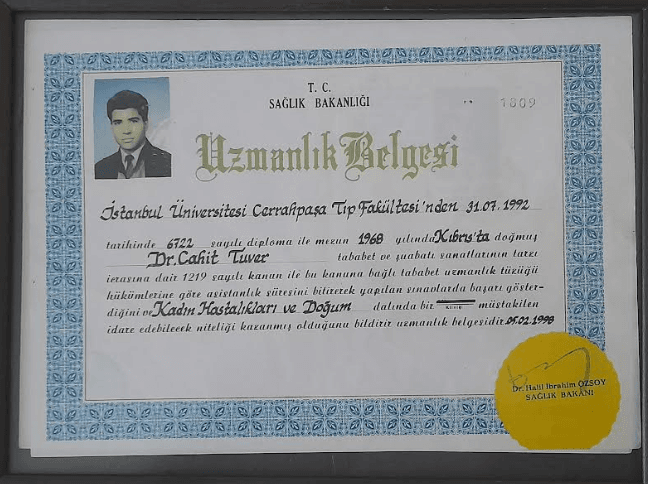 T. C.
SAĞLIK BAKANLIĞI
1809
Uzmanlık Belgesi
İstanbul Üniversitesi Cerrahpaşa Tıp Fakültesi'nden 31.07.1992
tarihinde 6722 sayılı diploma ile mezun 1968 yılında Kıbrıs'ta doğmuş
Dr. Cahit Tuver tababet ve şuabatı sanatlarının tarzı
icrasına dair 1219 sayılı kanun ile bu kanuna bağlı tababet uzmanlık tüzüğü
hükümlerine göre asistanlık süresini bitirerek yapılan sınavlarda başarı göster-
diğini ve Kadın Hastalıkları ve Doğum dalında bir müstakilen
idare edebilecek niteliği kazanmış olduğunu bildirir uzmanlık belgesidir. 05.02.1998
Dr. Halil İbrahim ÖZSOY
SAĞLIK BAKANI